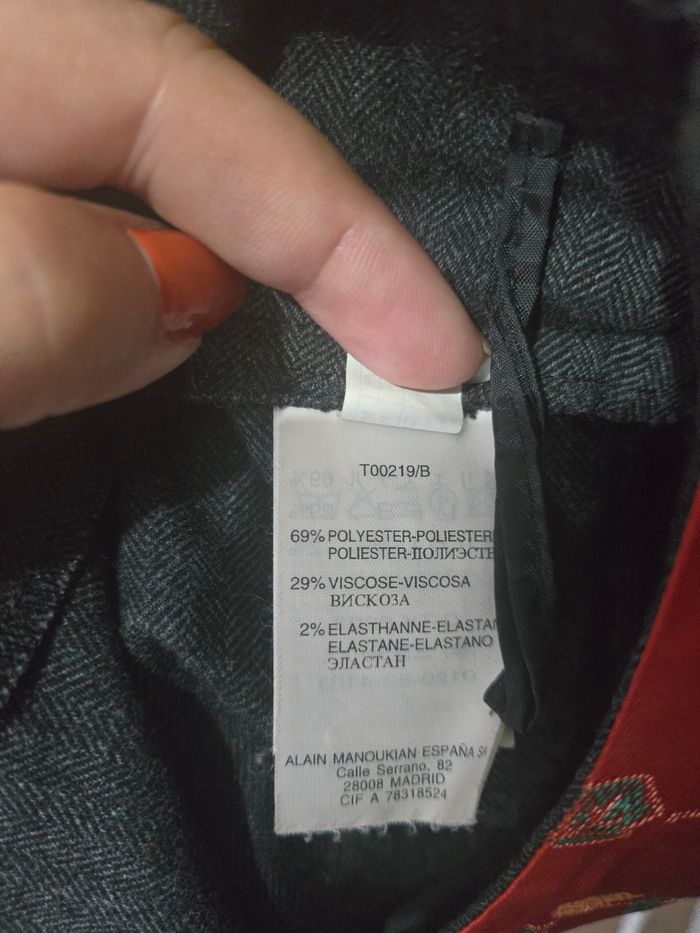 T00219/B
69% POLYESTER-POLIESTER
POLIESTER-ПОЛИЭСТЕ
29% VISCOSE-VISCOSA
ВИСКОЗА
2% ELASTHANNE-ELASTAN
ELASTANE-ELASTANO
ЭЛАСТАН
ALAIN MANOUKIAN ESPAÑA SA
Calle Serrano, 82
28008 MADRID
CIF A 78318524